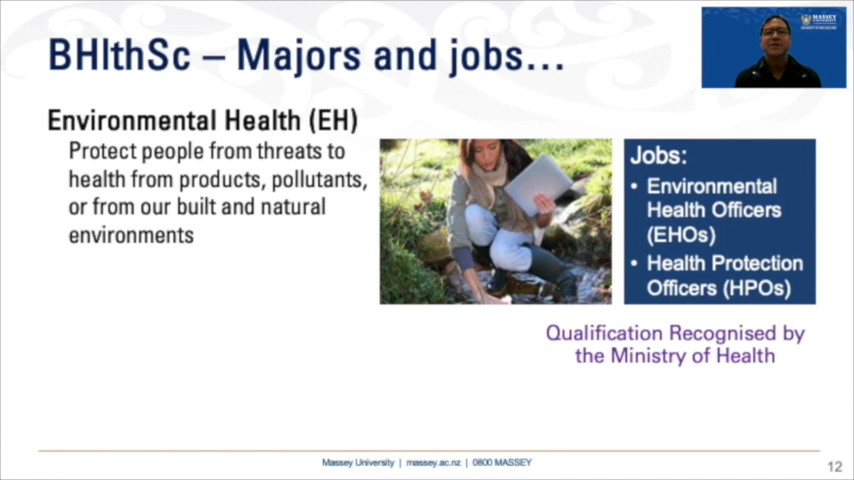 BHlthSc – Majors and jobs…
MASSEY
UNIVERSITY
Environmental Health (EH)
Protect people from threats to
health from products, pollutants,
or from our built and natural
environments
Jobs:
• Environmental
Health Officers
(EHOs)
• Health Protection
Officers (HPOs)
Qualification Recognised by
the Ministry of Health
Massey University | massey.ac.nz | 0800 MASSEY
12